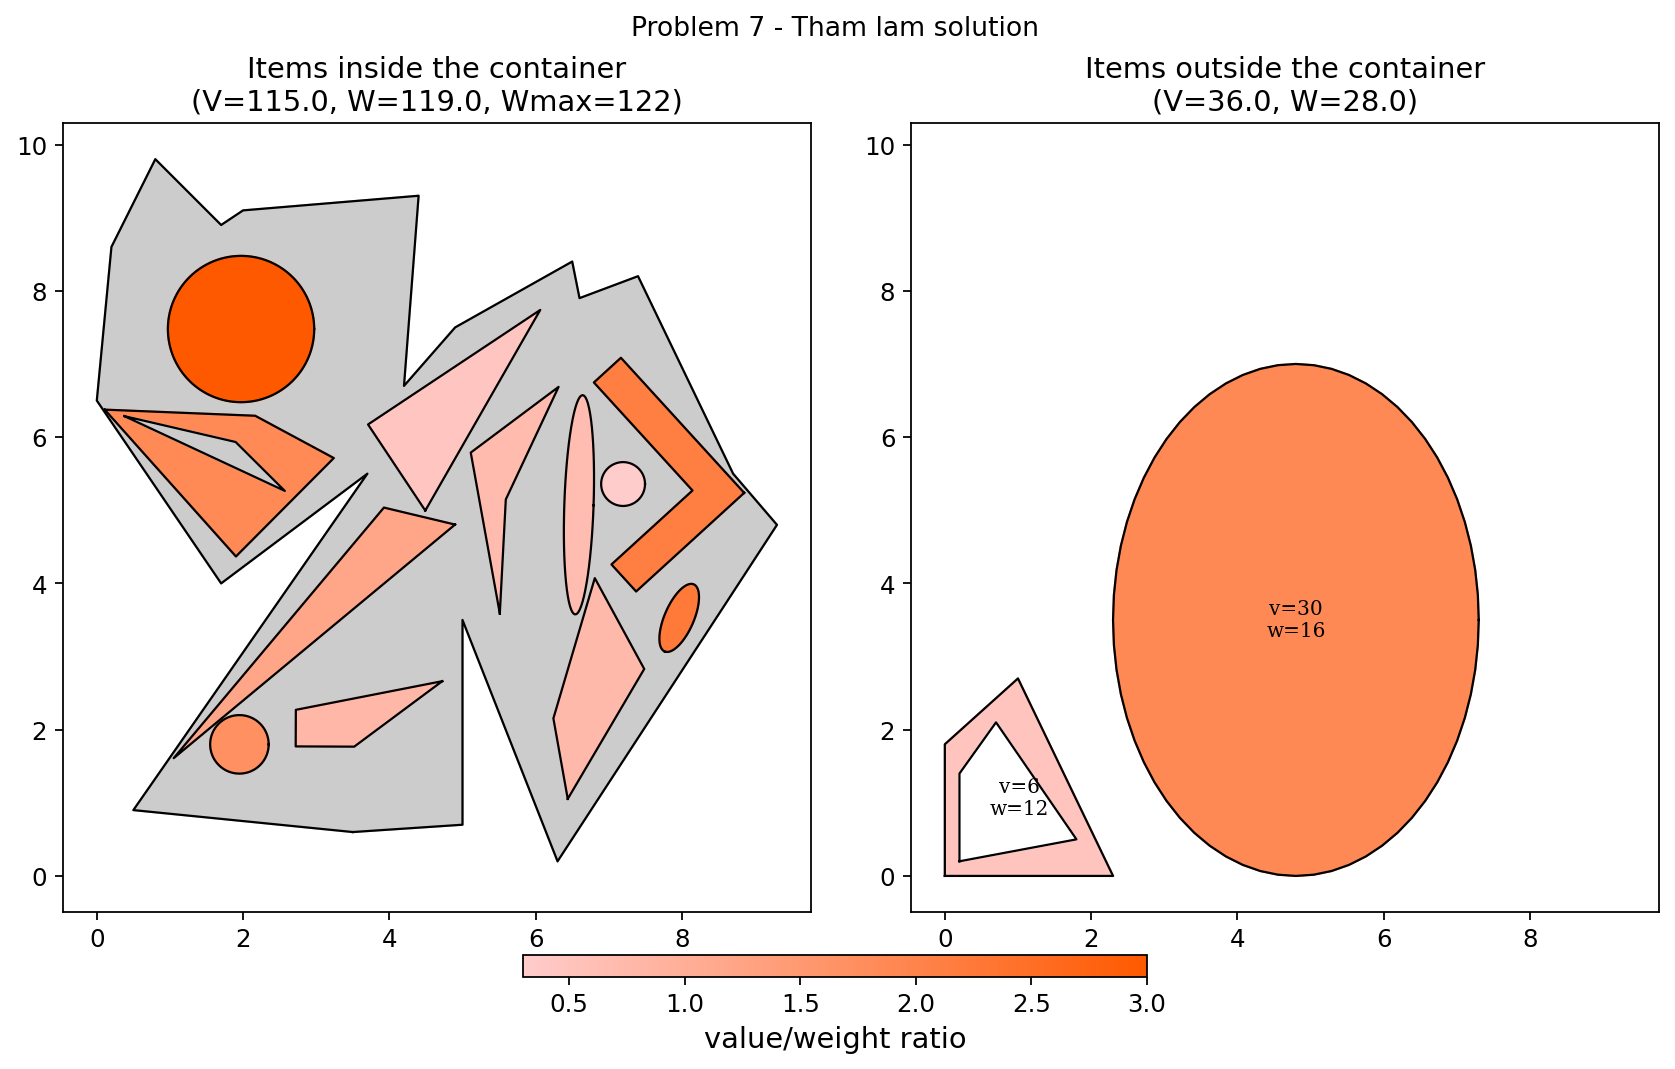 Problem 7 - Tham lam solution
Items inside the container
(V=115.0, W=119.0, Wmax=122)
10
8
6
4
2
0
0 2 4 6 8
Items outside the container
(V=36.0, W=28.0)
10
8
6
4
2
0
v=30
w=16
v=6
w=12
0 2 4 6 8
0.5 1.0 1.5 2.0 2.5 3.0
value/weight ratio